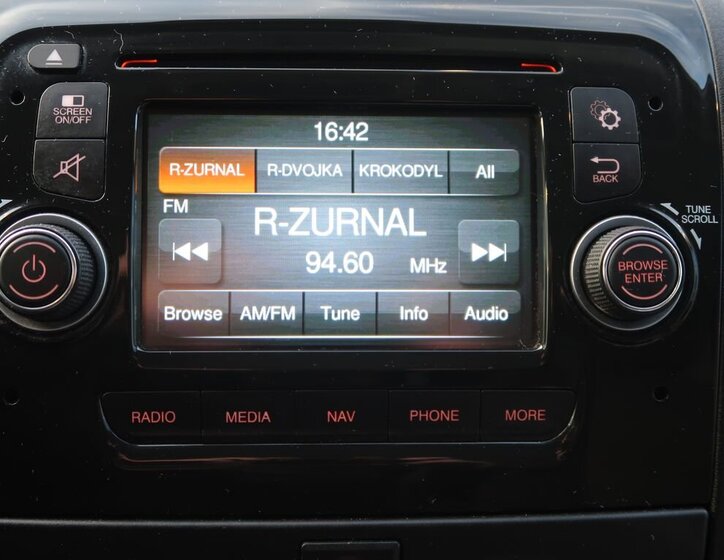 SCREEN
ON/OFF
16:42
R-ZURNAL R-DVOJKA KROKODYL All
FM
R-ZURNAL
94.60 MHz
Browse AM/FM Tune Info Audio
BACK
TUNE
SCROLL
BROWSE
ENTER
RADIO MEDIA NAV PHONE MORE